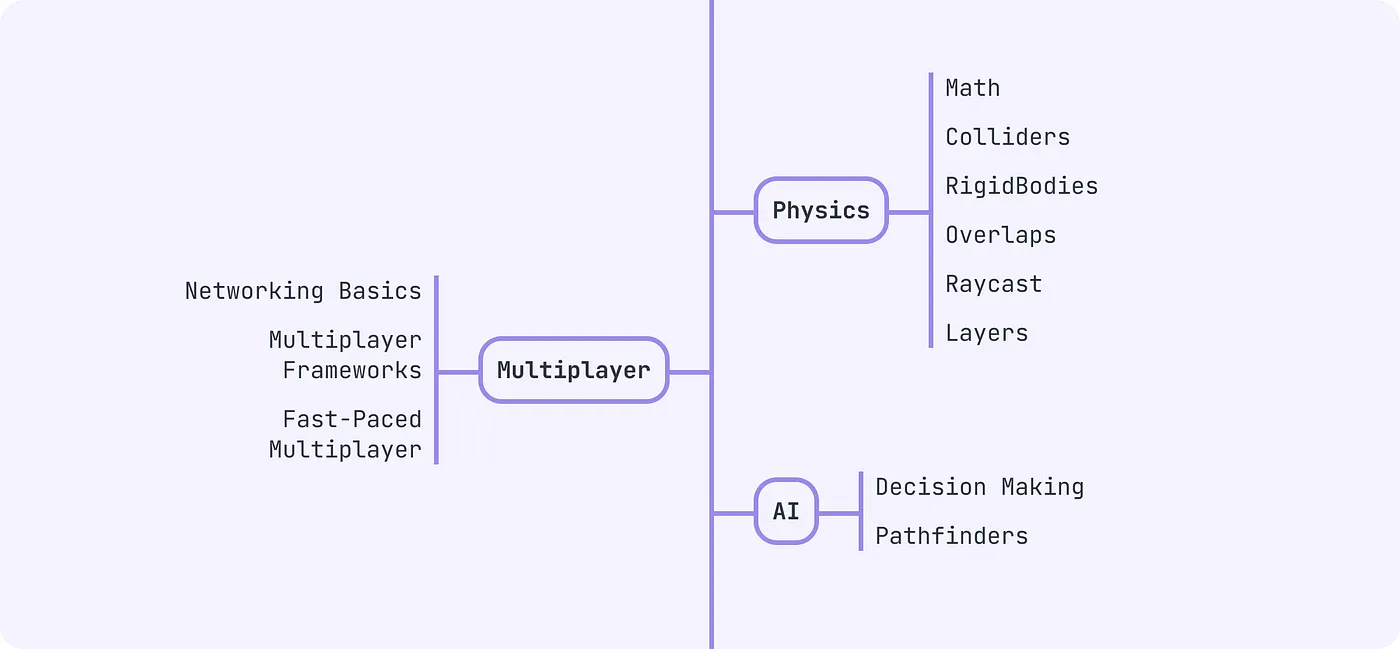 Physics
Math
Colliders
RigidBodies
Overlaps
Raycast
Layers
Multiplayer
Networking Basics
Multiplayer
Frameworks
Fast-Paced
Multiplayer
AI
Decision Making
Pathfinders